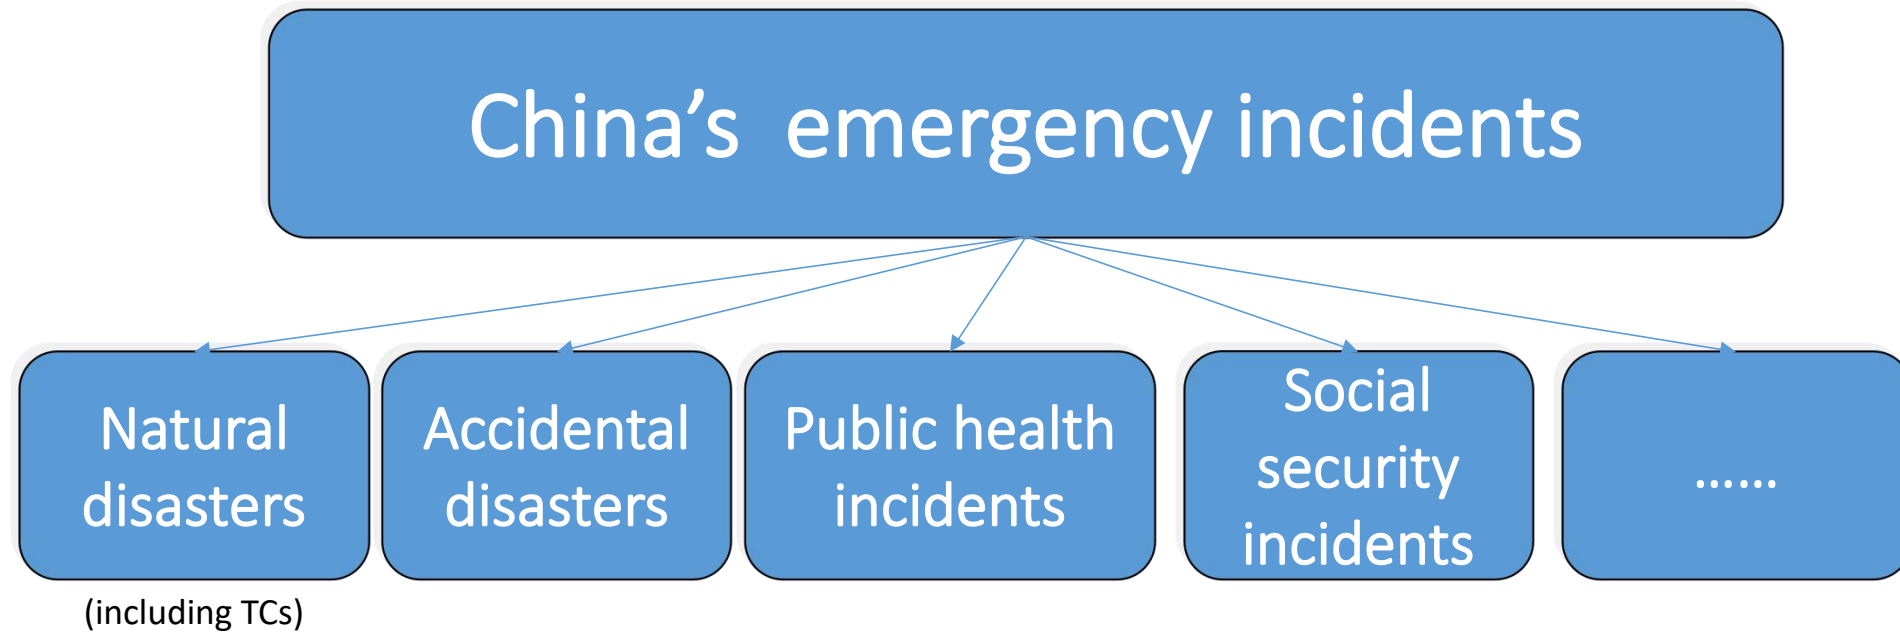 China’s  emergency incidents
Natural
disasters
Accidental
disasters
Public health
incidents
Social
security
incidents
……
(including TCs)